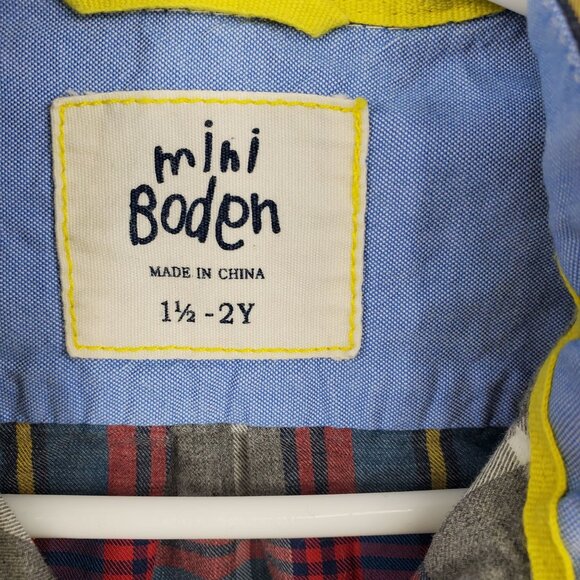 mini
Boden
MADE IN CHINA
1½ - 2Y